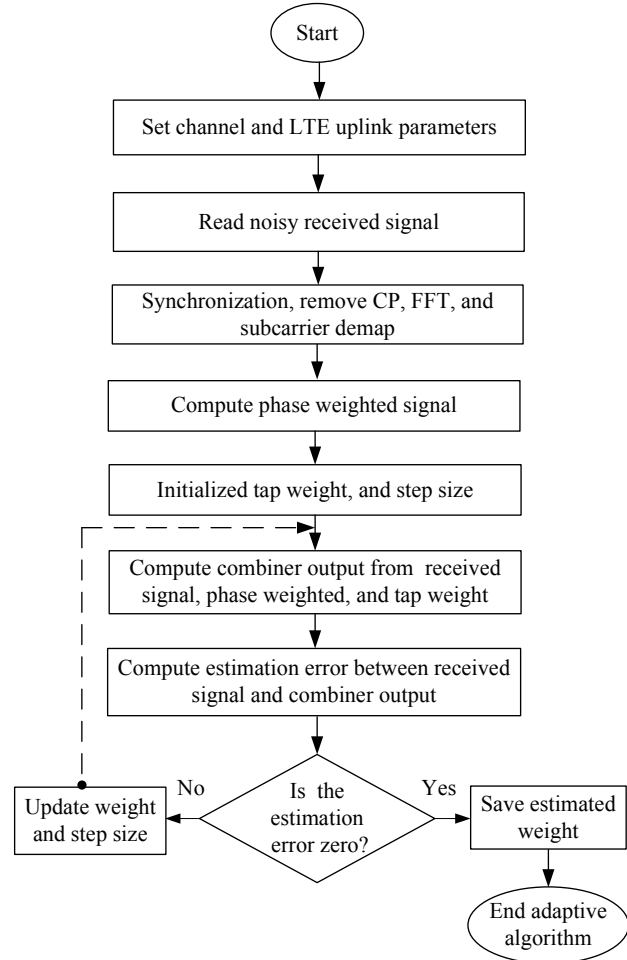 Start
Set channel and LTE uplink parameters
Read noisy received signal
Synchronization, remove CP, FFT, and
subcarrier demap
Compute phase weighted signal
Initialized tap weight, and step size
Compute combiner output from received
signal, phase weighted, and tap weight
Compute estimation error between received
signal and combiner output
Is the
estimation
error zero?
No
Update weight
and step size
Yes
Save estimated
weight
End adaptive
algorithm